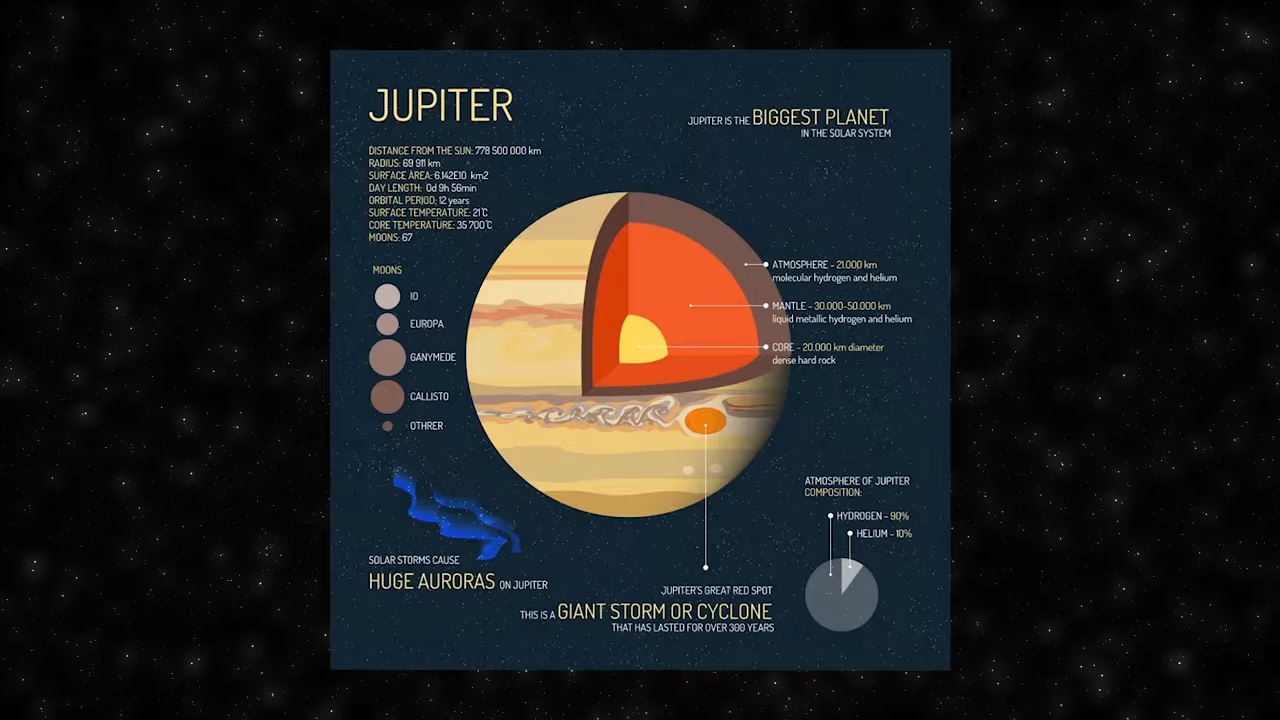 JUPITER
JUPITER IS THE BIGGEST PLANET
IN THE SOLAR SYSTEM
DISTANCE FROM THE SUN: 778 500 000 km
RADIUS: 69 911 km
SURFACE AREA: 6.142E10 km2
DAY LENGTH: 0d 9h 56min
ORBITAL PERIOD: 12 years
SURFACE TEMPERATURE: 21˚C
CORE TEMPERATURE: 35 700˚C
MOONS: 67
MOONS
IO
EUROPA
GANYMEDE
CALLISTO
OTHRER
ATMOSPHERE - 21.000 km
molecular hydrogen and helium
MANTLE - 30.000-50.000 km
liquid metallic hydrogen and helium
CORE - 20.000 km diameter
dense hard rock
SOLAR STORMS CAUSE
HUGE AURORAS ON JUPITER
JUPITER'S GREAT RED SPOT
THIS IS A GIANT STORM OR CYCLONE
THAT HAS LASTED FOR OVER 300 YEARS
ATMOSPHERE OF JUPITER
COMPOSITION:
HYDROGEN - 90%
HELIUM - 10%